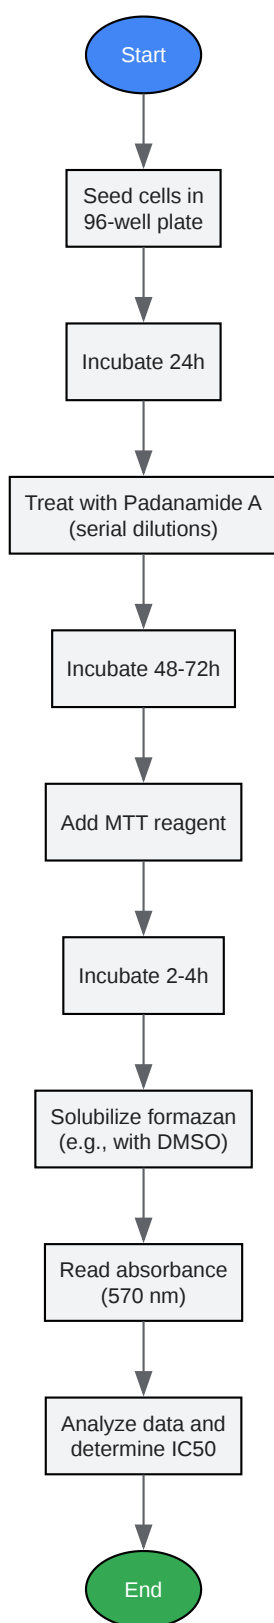 Start
Seed cells in
96-well plate
Incubate 24h
Treat with Padanamide A
(serial dilutions)
Incubate 48-72h
Add MTT reagent
Incubate 2-4h
Solubilize formazan
(e.g., with DMSO)
Read absorbance
(570 nm)
Analyze data and
determine IC50
End